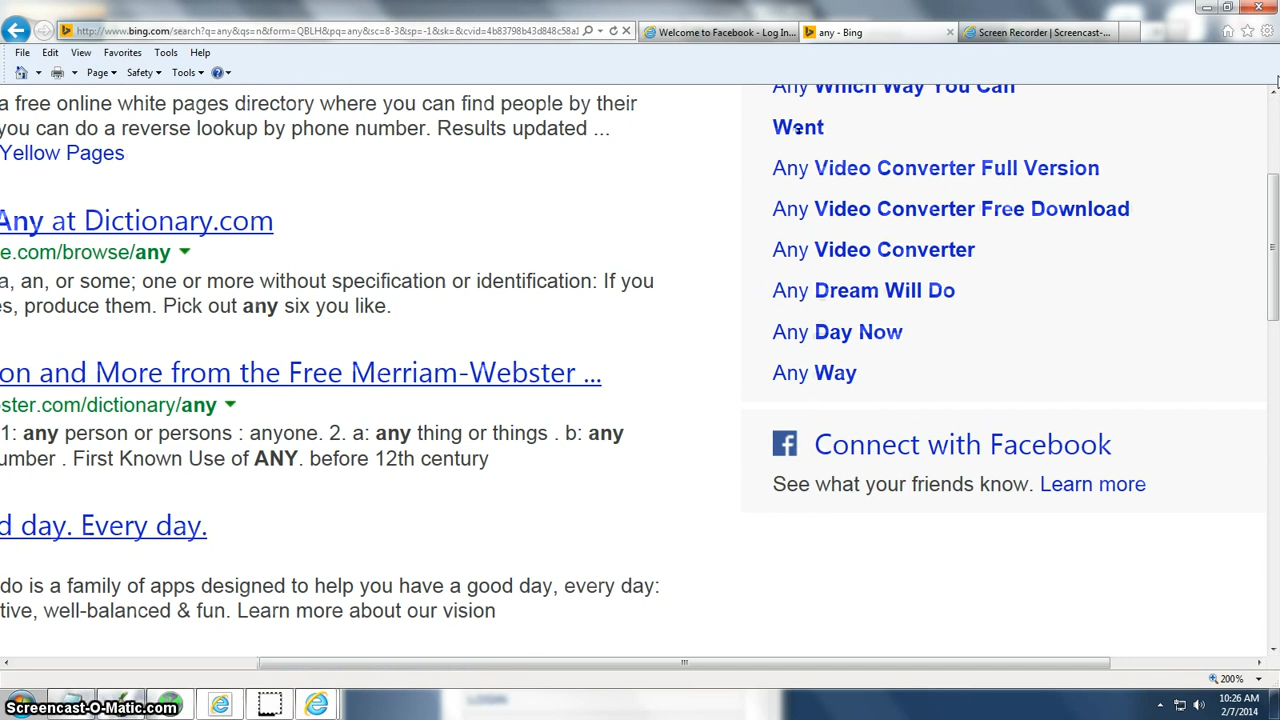 http://www.bing.com/search?q=any&qs=n&form=QBLH&pq=any&sc=8-3&sp=-1&sk=&cvid=4b83798b43d848c58a1
Welcome to Facebook - Log In...
any - Bing
Screen Recorder | Screencast-...
File Edit View Favorites Tools Help
Page Safety Tools
a free online white pages directory where you can find people by their
you can do a reverse lookup by phone number. Results updated ...
Yellow Pages
Any at Dictionary.com
e.com/browse/any
a, an, or some; one or more without specification or identification: If you
es, produce them. Pick out any six you like.
on and More from the Free Merriam-Webster ...
ster.com/dictionary/any
1: any person or persons : anyone. 2. a: any thing or things . b: any
umber . First Known Use of ANY. before 12th century
d day. Every day.
do is a family of apps designed to help you have a good day, every day:
tive, well-balanced & fun. Learn more about our vision
Any Which Way You Can
Went
Any Video Converter Full Version
Any Video Converter Free Download
Any Video Converter
Any Dream Will Do
Any Day Now
Any Way
Connect with Facebook
See what your friends know. Learn more
200%
LOGIN
Screencast-O-Matic.com
10:26 AM
2/7/2014